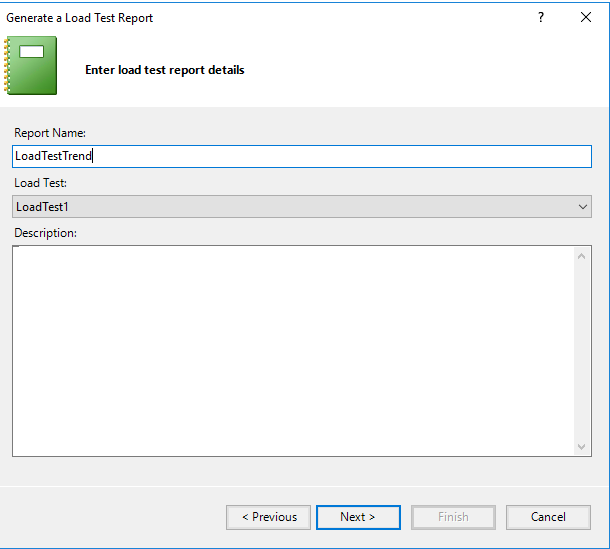 Generate a Load Test Report
?
Enter load test report details
Report Name:
LoadTestTrend
Load Test:
LoadTest1
Description:
< Previous
Next >
Finish
Cancel